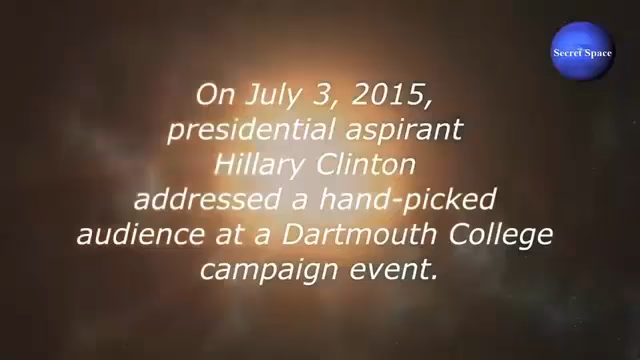 Secret Space
On July 3, 2015,
presidential aspirant
Hillary Clinton
addressed a hand-picked
audience at a Dartmouth College
campaign event.